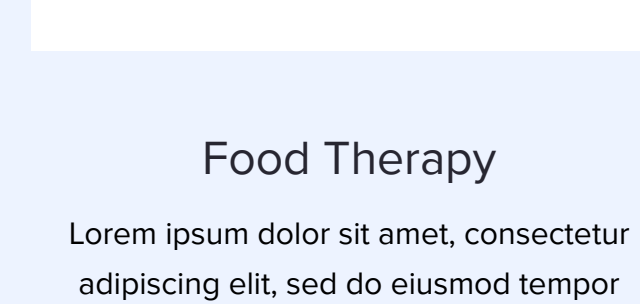 Food Therapy
Lorem ipsum dolor sit amet, consectetur
adipiscing elit, sed do eiusmod tempor